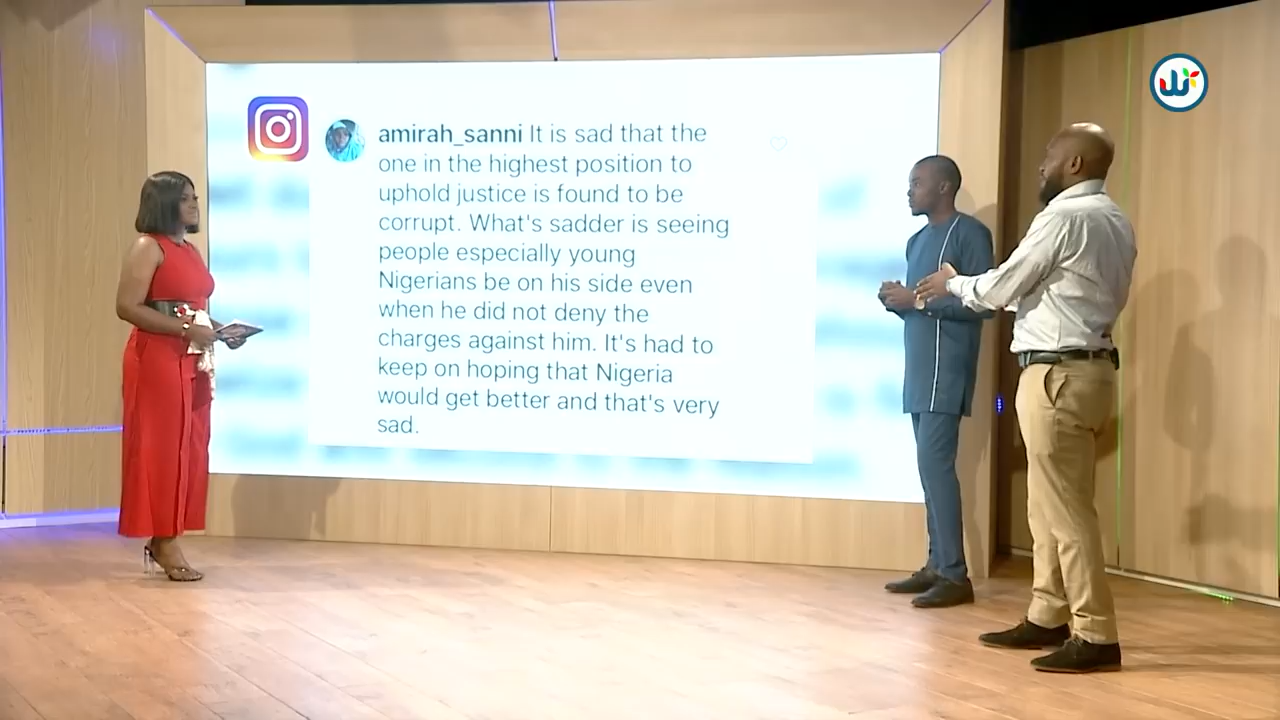 amirah_sanni It is sad that the
one in the highest position to
uphold justice is found to be
corrupt. What's sadder is seeing
people especially young
Nigerians be on his side even
when he did not deny the
charges against him. It's had to
keep on hoping that Nigeria
would get better and that's very
sad.
W